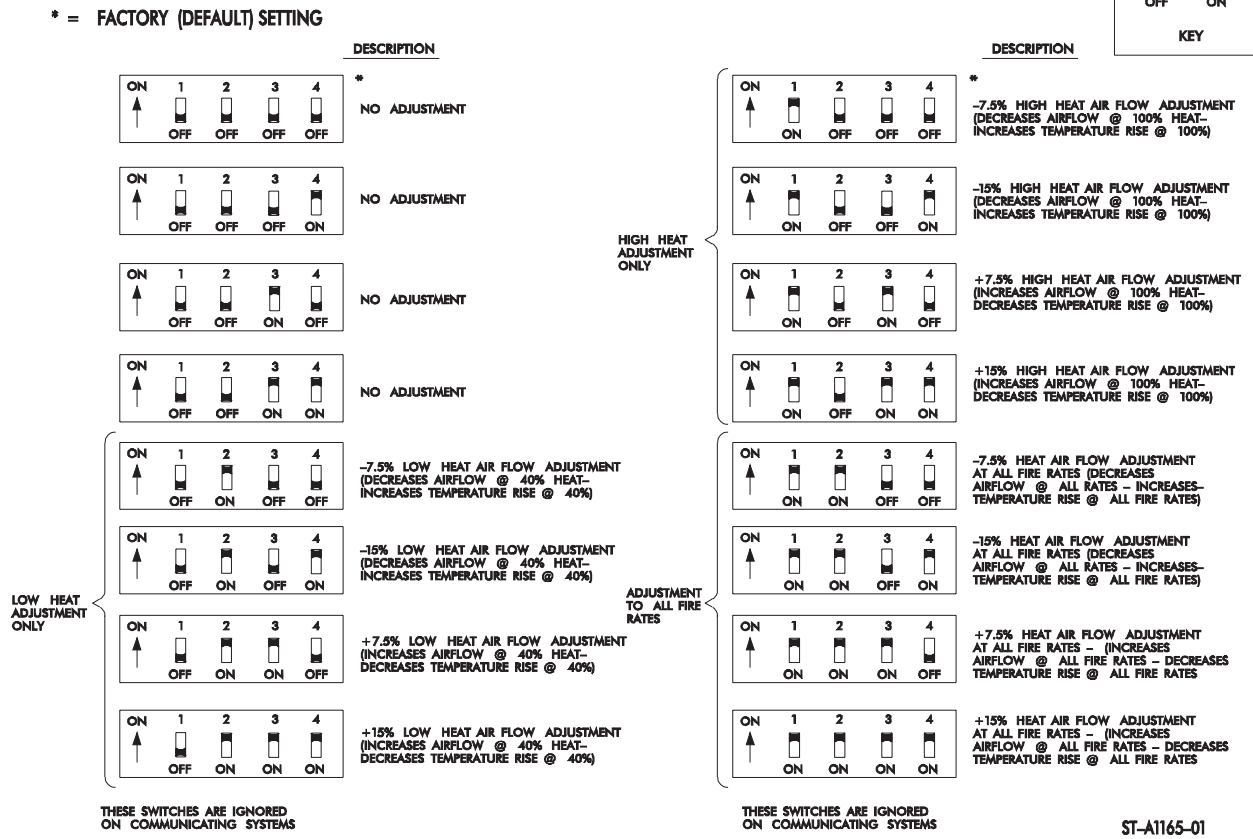 * = FACTORY (DEFAULT) SETTING
OFF ON
KEY
DESCRIPTION
ON 1 2 3 4
OFF OFF OFF OFF
*
NO ADJUSTMENT
ON 1 2 3 4
OFF OFF OFF ON
NO ADJUSTMENT
ON 1 2 3 4
OFF OFF ON OFF
NO ADJUSTMENT
ON 1 2 3 4
OFF OFF ON ON
NO ADJUSTMENT
LOW HEAT
ADJUSTMENT
ONLY
ON 1 2 3 4
OFF ON OFF OFF
–7.5% LOW HEAT AIR FLOW ADJUSTMENT
(DECREASES AIRFLOW @ 40% HEAT–
INCREASES TEMPERATURE RISE @ 40%)
ON 1 2 3 4
OFF ON OFF ON
–15% LOW HEAT AIR FLOW ADJUSTMENT
(DECREASES AIRFLOW @ 40% HEAT–
INCREASES TEMPERATURE RISE @ 40%)
ON 1 2 3 4
OFF ON ON OFF
+7.5% LOW HEAT AIR FLOW ADJUSTMENT
(INCREASES AIRFLOW @ 40% HEAT–
DECREASES TEMPERATURE RISE @ 40%)
ON 1 2 3 4
OFF ON ON ON
+15% LOW HEAT AIR FLOW ADJUSTMENT
(INCREASES AIRFLOW @ 40% HEAT–
DECREASES TEMPERATURE RISE @ 40%)
THESE SWITCHES ARE IGNORED
ON COMMUNICATING SYSTEMS
DESCRIPTION
HIGH HEAT
ADJUSTMENT
ONLY
ON 1 2 3 4
ON OFF OFF OFF
*
–7.5% HIGH HEAT AIR FLOW ADJUSTMENT
(DECREASES AIRFLOW @ 100% HEAT–
INCREASES TEMPERATURE RISE @ 100%)
ON 1 2 3 4
ON OFF OFF ON
–15% HIGH HEAT AIR FLOW ADJUSTMENT
(DECREASES AIRFLOW @ 100% HEAT–
INCREASES TEMPERATURE RISE @ 100%)
ON 1 2 3 4
ON OFF ON OFF
+7.5% HIGH HEAT AIR FLOW ADJUSTMENT
(INCREASES AIRFLOW @ 100% HEAT–
DECREASES TEMPERATURE RISE @ 100%)
ON 1 2 3 4
ON OFF ON ON
+15% HIGH HEAT AIR FLOW ADJUSTMENT
(INCREASES AIRFLOW @ 100% HEAT–
DECREASES TEMPERATURE RISE @ 100%)
ADJUSTMENT
TO ALL FIRE
RATES
ON 1 2 3 4
ON ON OFF OFF
–7.5% HEAT AIR FLOW ADJUSTMENT
AT ALL FIRE RATES (DECREASES
AIRFLOW @ ALL RATES – INCREASES–
TEMPERATURE RISE @ ALL FIRE RATES)
ON 1 2 3 4
ON ON OFF ON
–15% HEAT AIR FLOW ADJUSTMENT
AT ALL FIRE RATES (DECREASES
AIRFLOW @ ALL RATES – INCREASES–
TEMPERATURE RISE @ ALL FIRE RATES)
ON 1 2 3 4
ON ON ON OFF
+7.5% HEAT AIR FLOW ADJUSTMENT
AT ALL FIRE RATES – (INCREASES
AIRFLOW @ ALL FIRE RATES – DECREASES
TEMPERATURE RISE @ ALL FIRE RATES
ON 1 2 3 4
ON ON ON ON
+15% HEAT AIR FLOW ADJUSTMENT
AT ALL FIRE RATES – (INCREASES
AIRFLOW @ ALL FIRE RATES – DECREASES
TEMPERATURE RISE @ ALL FIRE RATES
THESE SWITCHES ARE IGNORED
ON COMMUNICATING SYSTEMS
ST–A1165–01